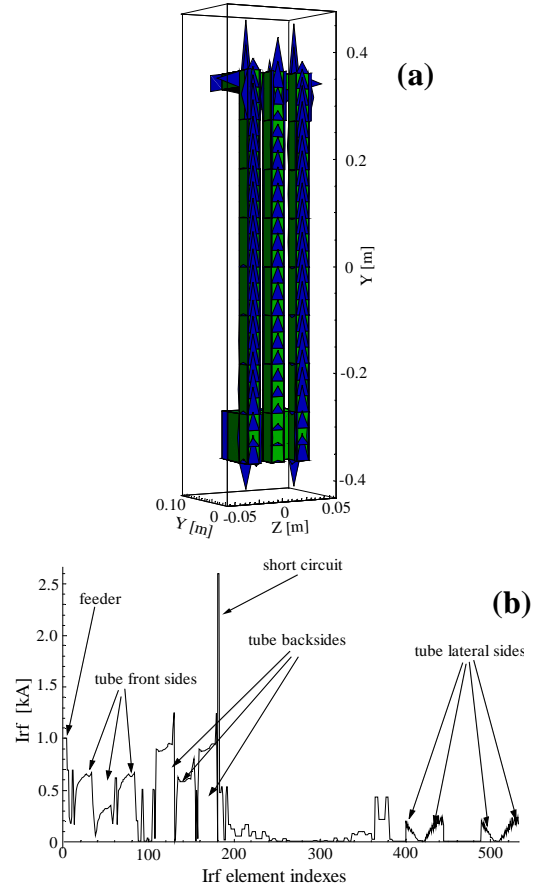 0.4
(a)
0.2
0
Y [m]
-0.2
-0.4
0.10
0
-0.05
0
0.05
Y [m]
Z [m]
short circuit
2.5
feeder
(b)
2.0
tube backsides
tube lateral sides
tube front sides
1.5
Irf [kA]
1.0
0.5
0
0
100
200
300
400
500
Irf element indexes